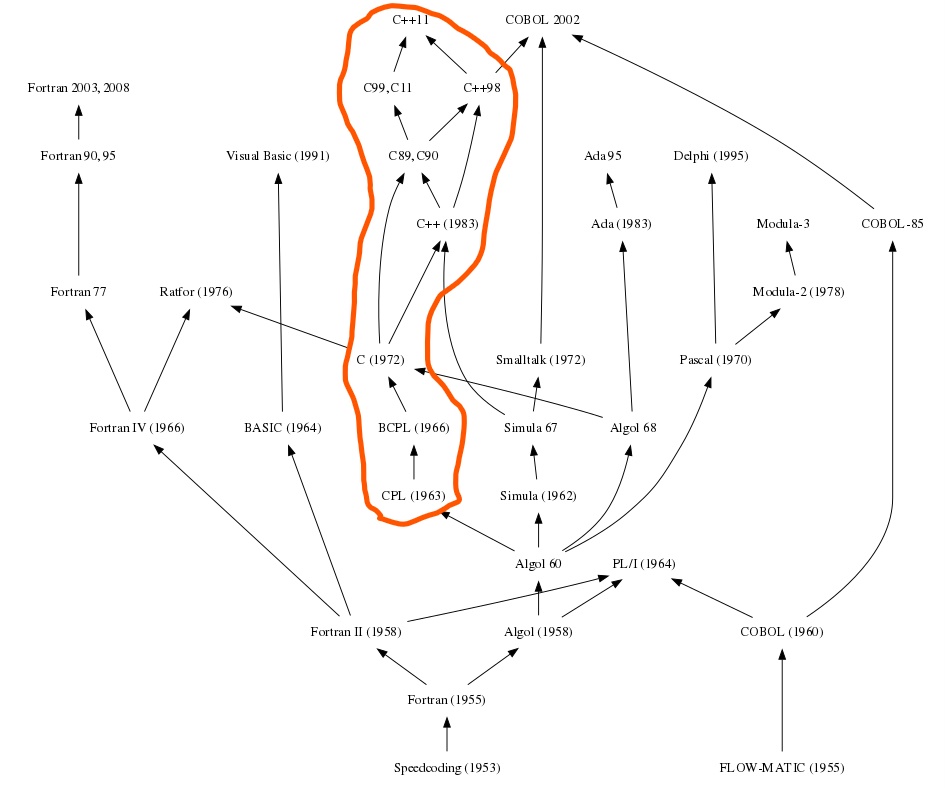 C++11
COBOL 2002
Fortran 2003, 2008
C99,C11
C++98
Fortran 90, 95
Visual Basic (1991)
C89,C90
Ada 95
Delphi (1995)
C++ (1983)
Ada (1983)
Modula-3
COBOL-85
Fortran 77
Ratfor (1976)
Modula-2 (1978)
C (1972)
Smalltalk (1972)
Pascal (1970)
Fortran IV (1966)
BASIC (1964)
BCPL (1966)
Simula 67
Algol 68
CPL (1963)
Simula (1962)
Algol 60
PL/I (1964)
Fortran II (1958)
Algol (1958)
COBOL (1960)
Fortran (1955)
Speedcoding (1953)
FLOW-MATIC (1955)